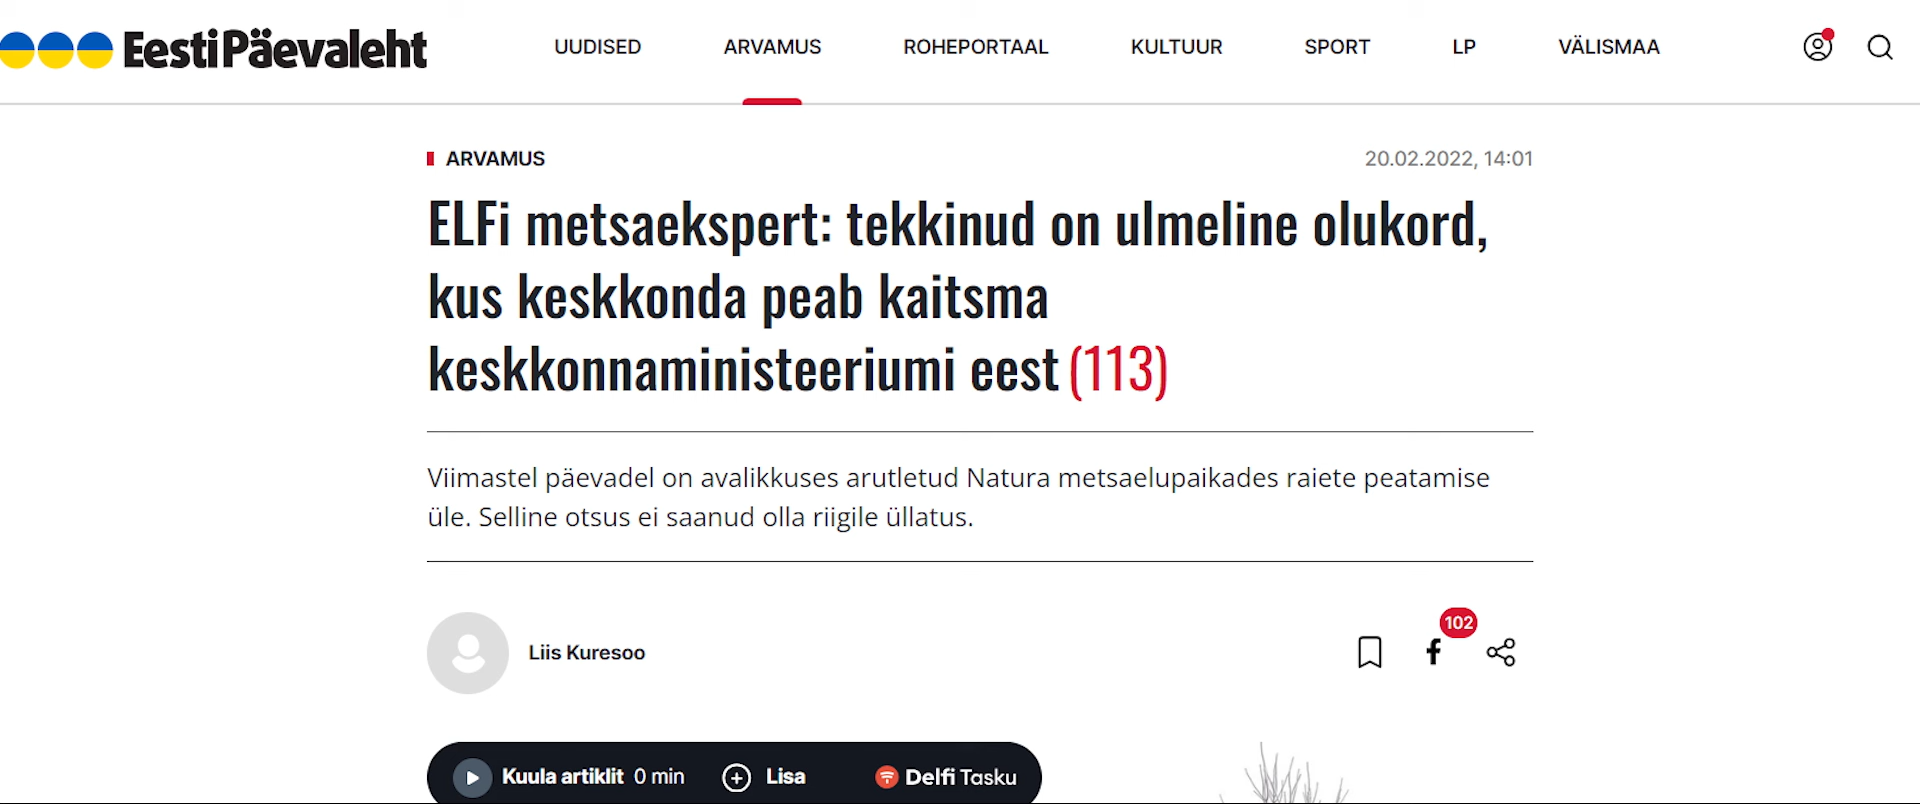 EestiPäevaleht
UUDISED ARVAMUS ROHEPORTAAL KULTUUR SPORT LP VÄLISMAA
ARVAMUS 20.02.2022, 14:01
ELFi metsaekspert: tekkinud on ulmeline olukord,
kus keskkonda peab kaitsma
keskkonnaministeeriumi eest (113)
Viimastel päevadel on avalikkuses arutletud Natura metsaelupaikades raiete peatamise
üle. Selline otsus ei saanud olla riigile üllatus.
Liis Kuresoo
102
Kuula artiklit 0 min Lisa Delfi Tasku